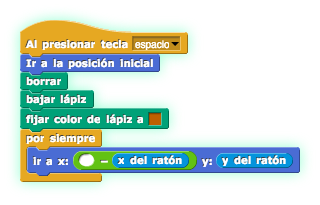 Al presionar tecla espacio
Ir a la posición inicial
borrar
bajar lápiz
fijar color de lápiz a
por siempre
ir a x: - x del ratón y: y del ratón